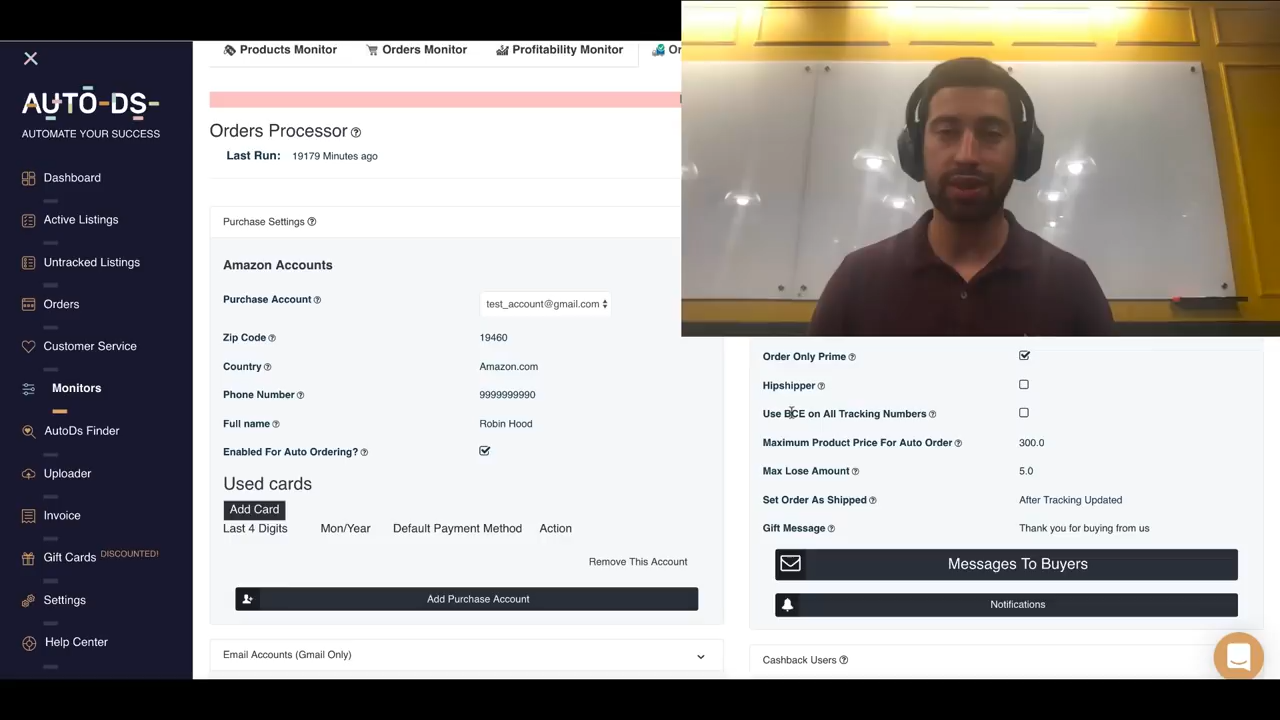 Products Monitor
Orders Monitor
Profitability Monitor
AUTO-DS-
AUTOMATE YOUR SUCCESS
Dashboard
Active Listings
Untracked Listings
Orders
Customer Service
Monitors
AutoDs Finder
Uploader
Invoice
Gift Cards DISCOUNTED!
Settings
Help Center
Orders Processor
Last Run: 19179 Minutes ago
Purchase Settings
Amazon Accounts
Purchase Account test_account@gmail.com
Zip Code 19460
Country Amazon.com
Phone Number 9999999990
Full name Robin Hood
Enabled For Auto Ordering?
Used cards
Add Card
Last 4 Digits Mon/Year Default Payment Method Action
Remove This Account
Add Purchase Account
Email Accounts (Gmail Only)
Order Only Prime
Hipshipper
Use BCE on All Tracking Numbers
Maximum Product Price For Auto Order 300.0
Max Lose Amount 5.0
Set Order As Shipped After Tracking Updated
Gift Message Thank you for buying from us
Messages To Buyers
Notifications
Cashback Users